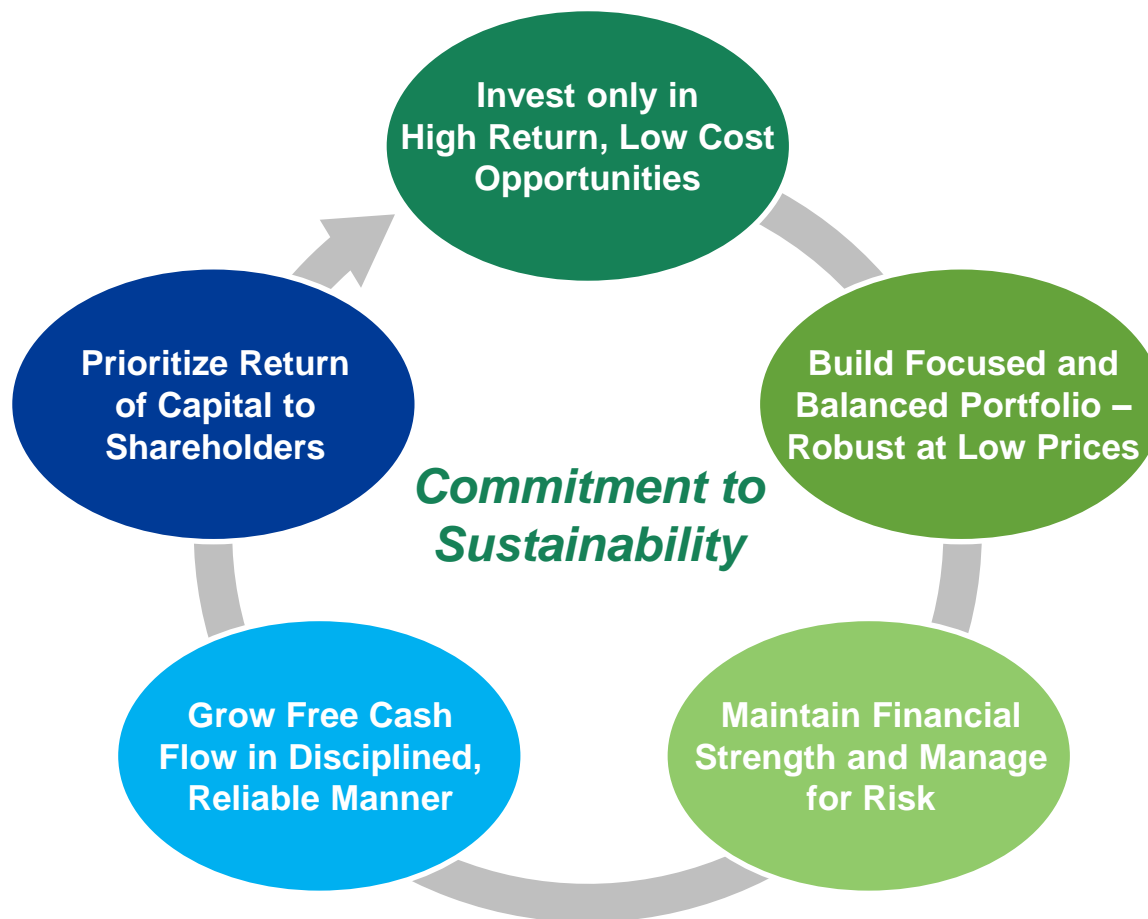 Invest only in
High Return, Low Cost
Opportunities
Build Focused and
Balanced Portfolio –
Robust at Low Prices
Maintain Financial
Strength and Manage
for Risk
Grow Free Cash
Flow in Disciplined,
Reliable Manner
Prioritize Return
of Capital to
Shareholders
Commitment to
Sustainability